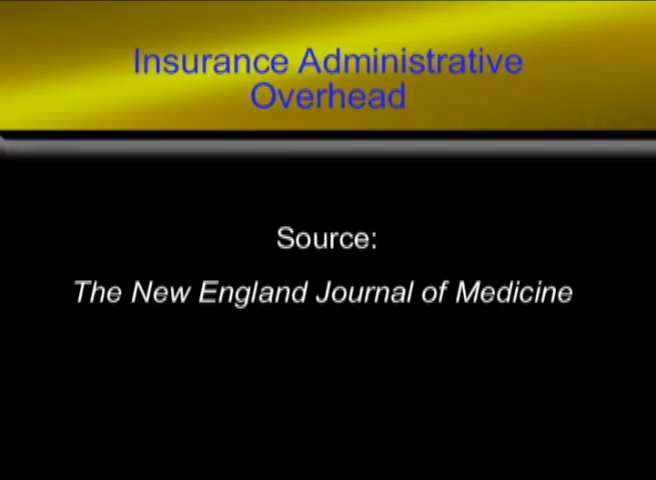 Insurance Administrative
Overhead
Source:
The New England Journal of Medicine